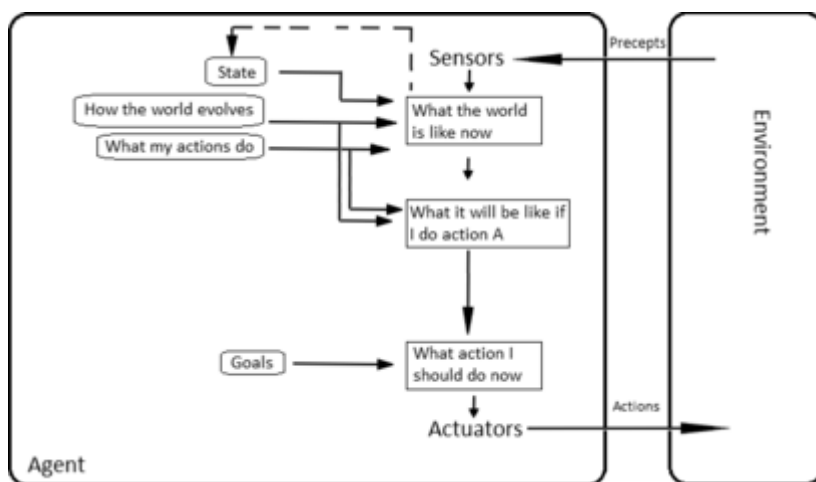 Precepts
Sensors
State
How the world evolves
What the world
is like now
What my actions do
What it will be like if
I do action A
Goals
What action I
should do now
Actuators
Actions
Agent
Environment